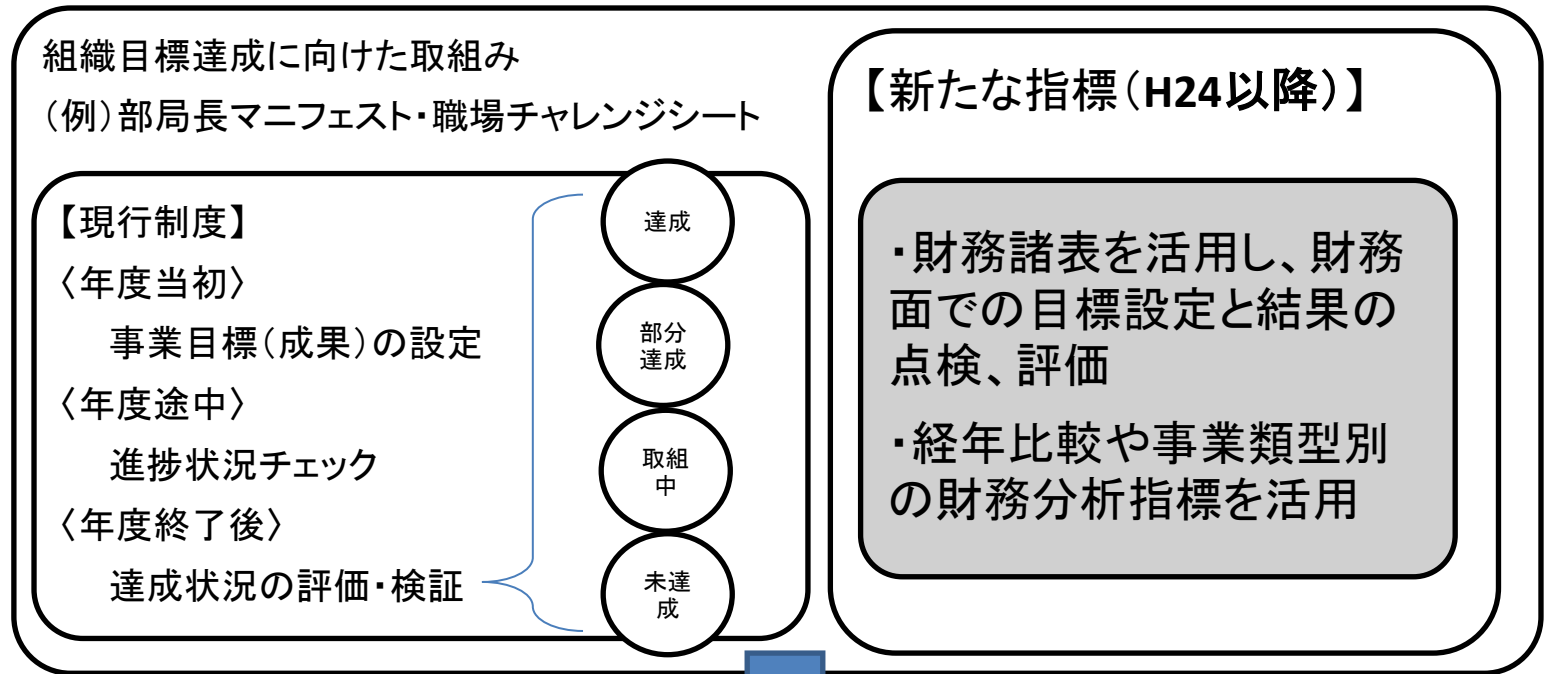 組織目標達成に向けた取組み
（例）部局長マニフェスト・職場チャレンジシート
【現行制度】
〈年度当初〉
事業目標（成果）の設定
〈年度途中〉
進捗状況チェック
〈年度終了後〉
達成状況の評価・検証
達成
部分
達成
取組
中
未達
成
【新たな指標（H24以降）】
・財務諸表を活用し、財務
面での目標設定と結果の
点検、評価
・経年比較や事業類型別
の財務分析指標を活用